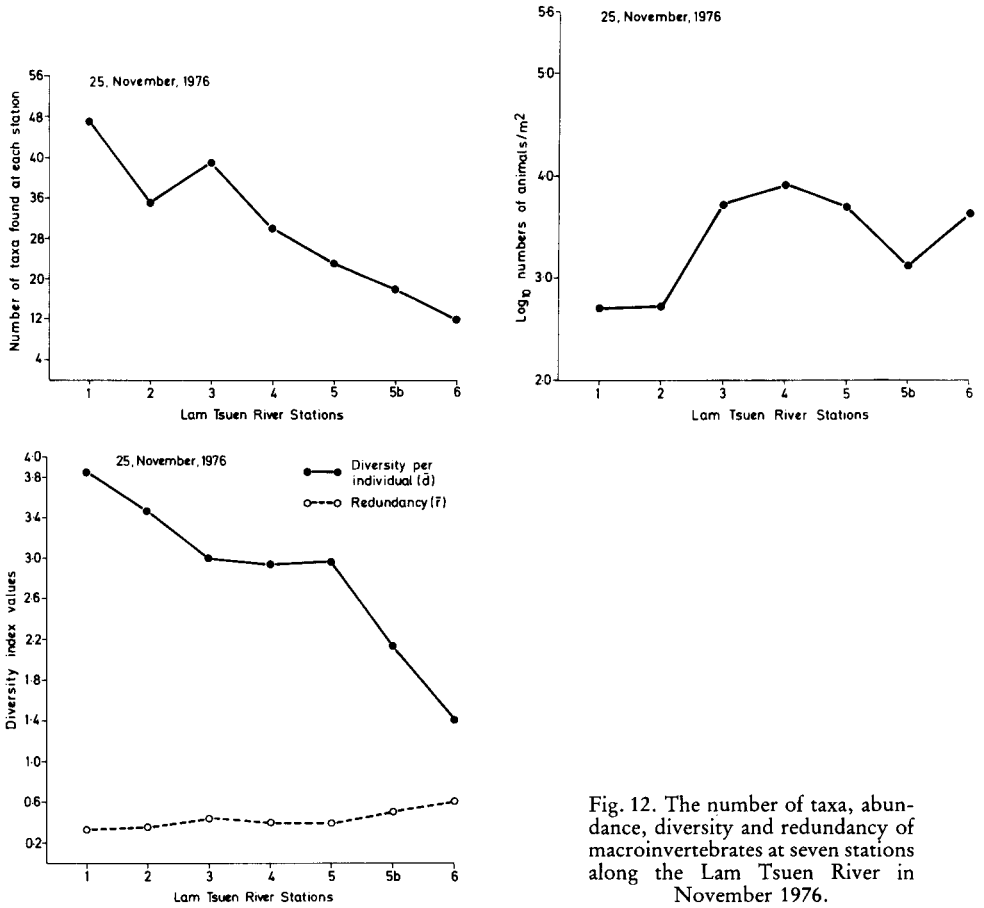 25, November, 1976
Number of taxa found at each station
56
48
40
36
28
20
12
4
1 2 3 4 5 5b 6
Lam Tsuen River Stations
25, November, 1976
Log10 numbers of animals/m2
5·6
5·0
4·0
3·0
2·0
1 2 3 4 5 5b 6
Lam Tsuen River Stations
25, November, 1976
Diversity per
individual (d̄)
Redundancy (r̄)
Diversity index values
4·0
3·8
3·4
3·0
2·6
2·2
1·8
1·4
1·0
0·6
0·2
1 2 3 4 5 5b 6
Lam Tsuen River Stations
Fig. 12. The number of taxa, abun-
dance, diversity and redundancy of
macroinvertebrates at seven stations
along the Lam Tsuen River in
November 1976.